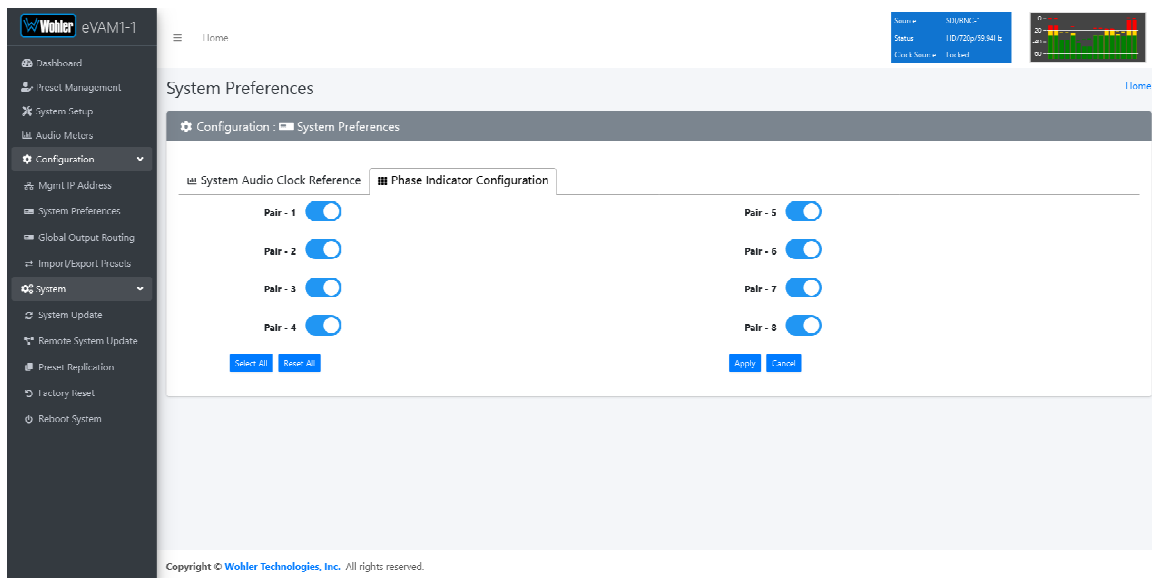 Wohler eVAM1-1
Dashboard
Preset Management
System Setup
Audio Meters
Configuration
Mgmt IP Address
System Preferences
Global Output Routing
Import/Export Presets
System
System Update
Remote System Update
Preset Replication
Factory Reset
Reboot System
Home
Source SDI/BNC-1
Status HD/720p/59.94Hz
Clock Source Locked
0
-20
-40
-60
System Preferences
Home
Configuration : System Preferences
System Audio Clock Reference Phase Indicator Configuration
Pair - 1 Pair - 5
Pair - 2 Pair - 6
Pair - 3 Pair - 7
Pair - 4 Pair - 8
Select All Reset All Apply Cancel
Copyright © Wohler Technologies, Inc. All rights reserved.